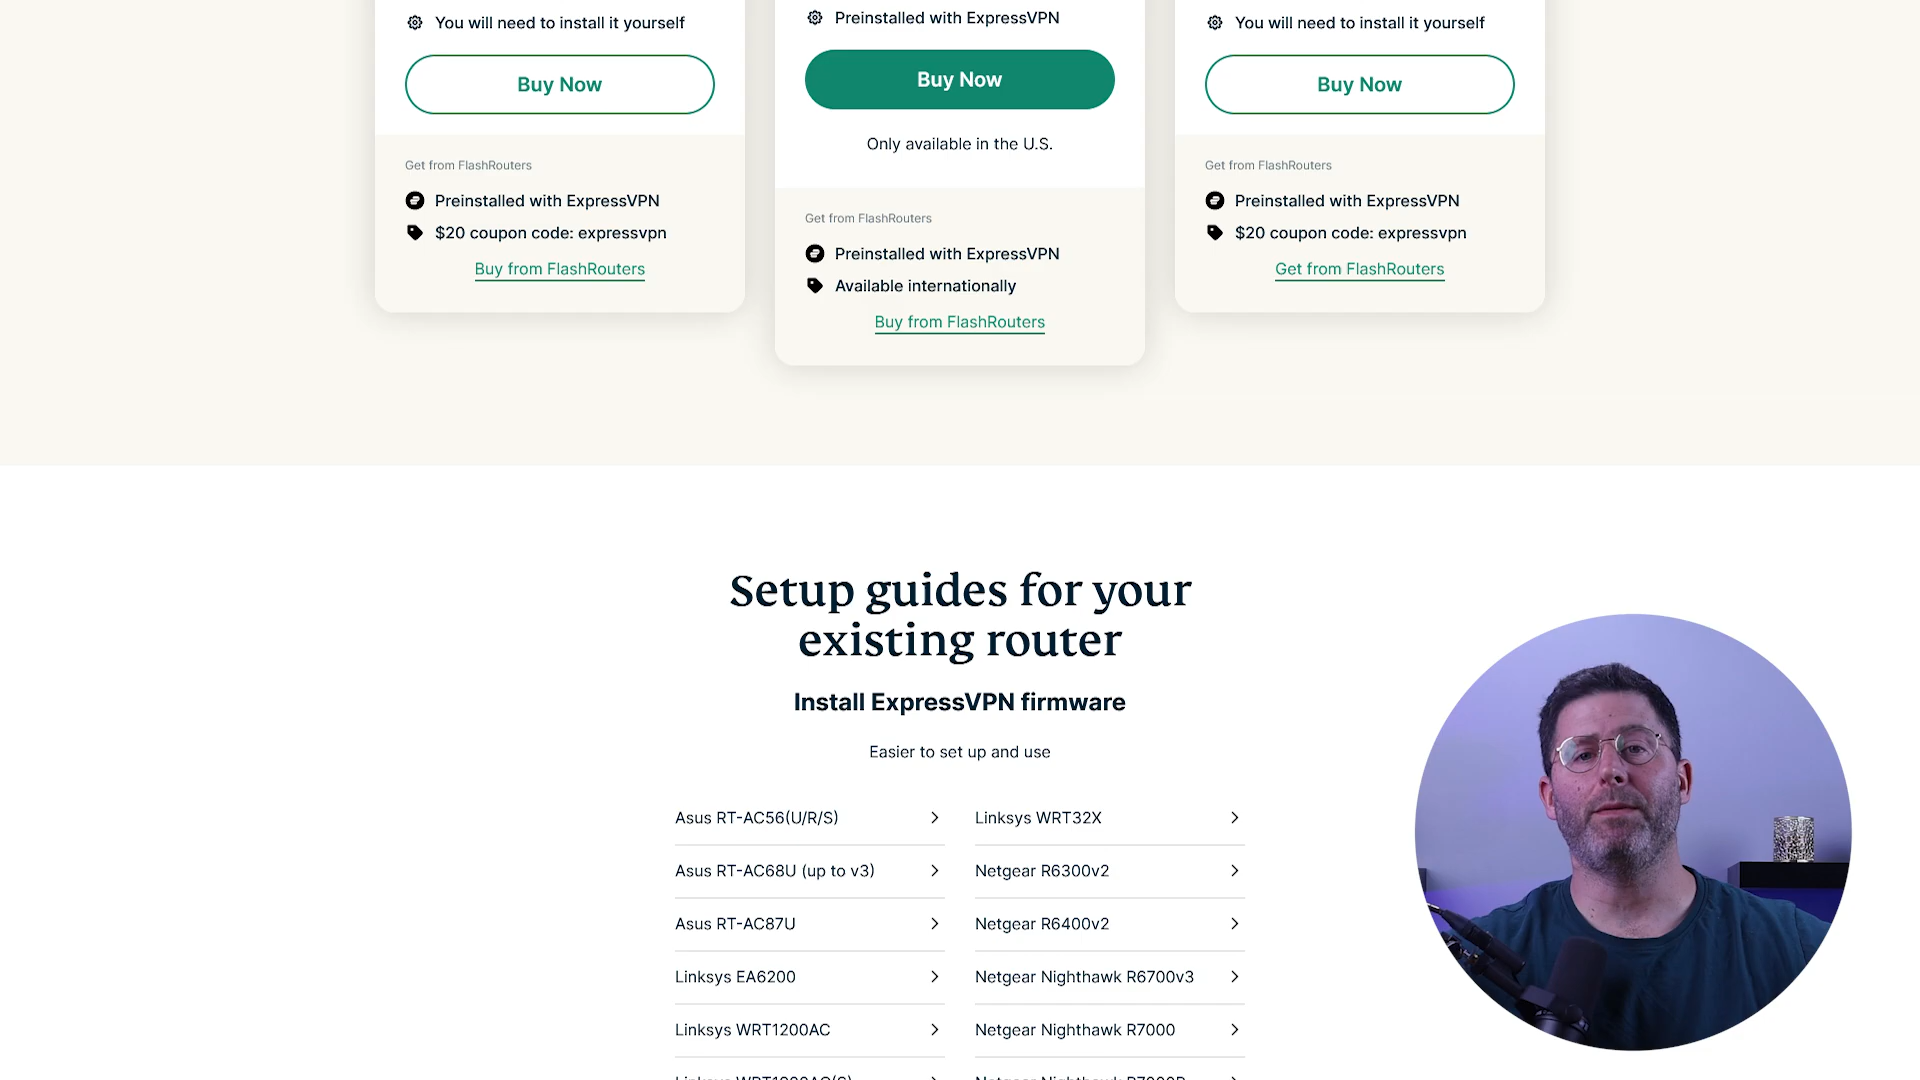 You will need to install it yourself
Buy Now
Get from FlashRouters
Preinstalled with ExpressVPN
$20 coupon code: expressvpn
Buy from FlashRouters
Preinstalled with ExpressVPN
Buy Now
Only available in the U.S.
Get from FlashRouters
Preinstalled with ExpressVPN
Available internationally
Buy from FlashRouters
You will need to install it yourself
Buy Now
Get from FlashRouters
Preinstalled with ExpressVPN
$20 coupon code: expressvpn
Get from FlashRouters
Setup guides for your
existing router
Install ExpressVPN firmware
Easier to set up and use
Asus RT-AC56(U/R/S)
Asus RT-AC68U (up to v3)
Asus RT-AC87U
Linksys EA6200
Linksys WRT1200AC
Linksys WRT32X
Netgear R6300v2
Netgear R6400v2
Netgear Nighthawk R6700v3
Netgear Nighthawk R7000